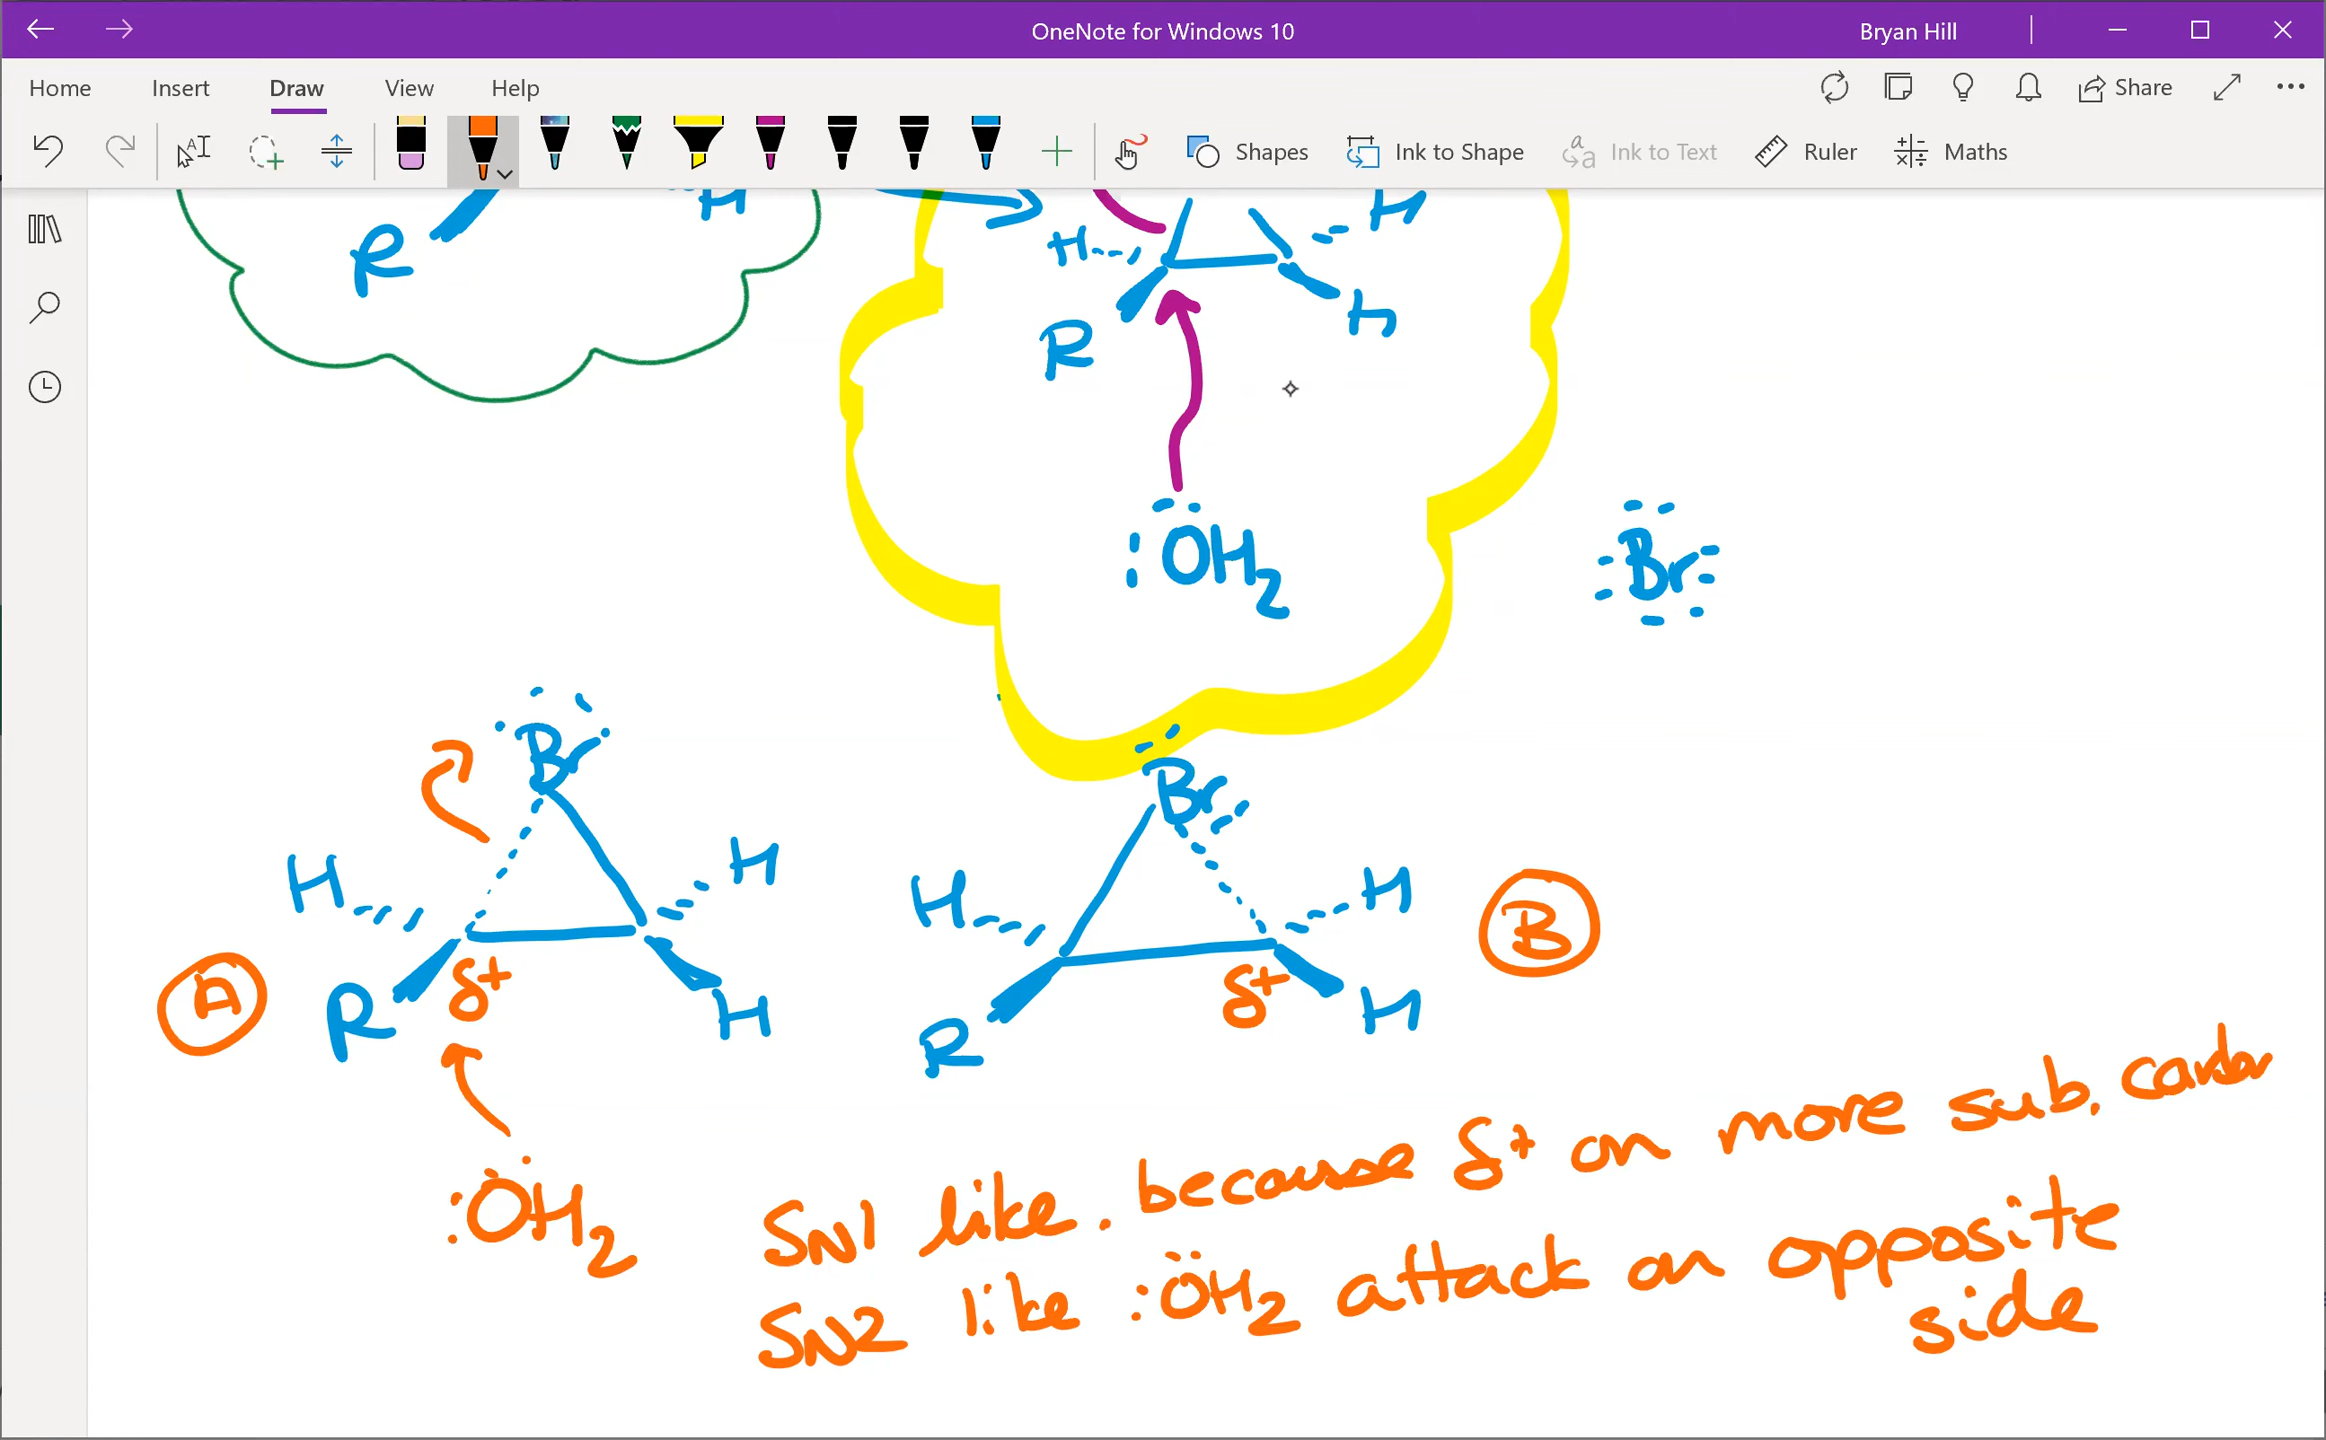 OneNote for Windows 10
Bryan Hill
Home Insert Draw View Help
Share
Shapes Ink to Shape Ink to Text Ruler Maths
H
R
H
H
R
H
:OH2
Br
Br
H
H
R
δ+
H
A
:OH2
Br
H
H
R
δ+
H
B
SN1 like. because δ+ on more sub. carbon
SN2 like :OH2 attack on opposite
side